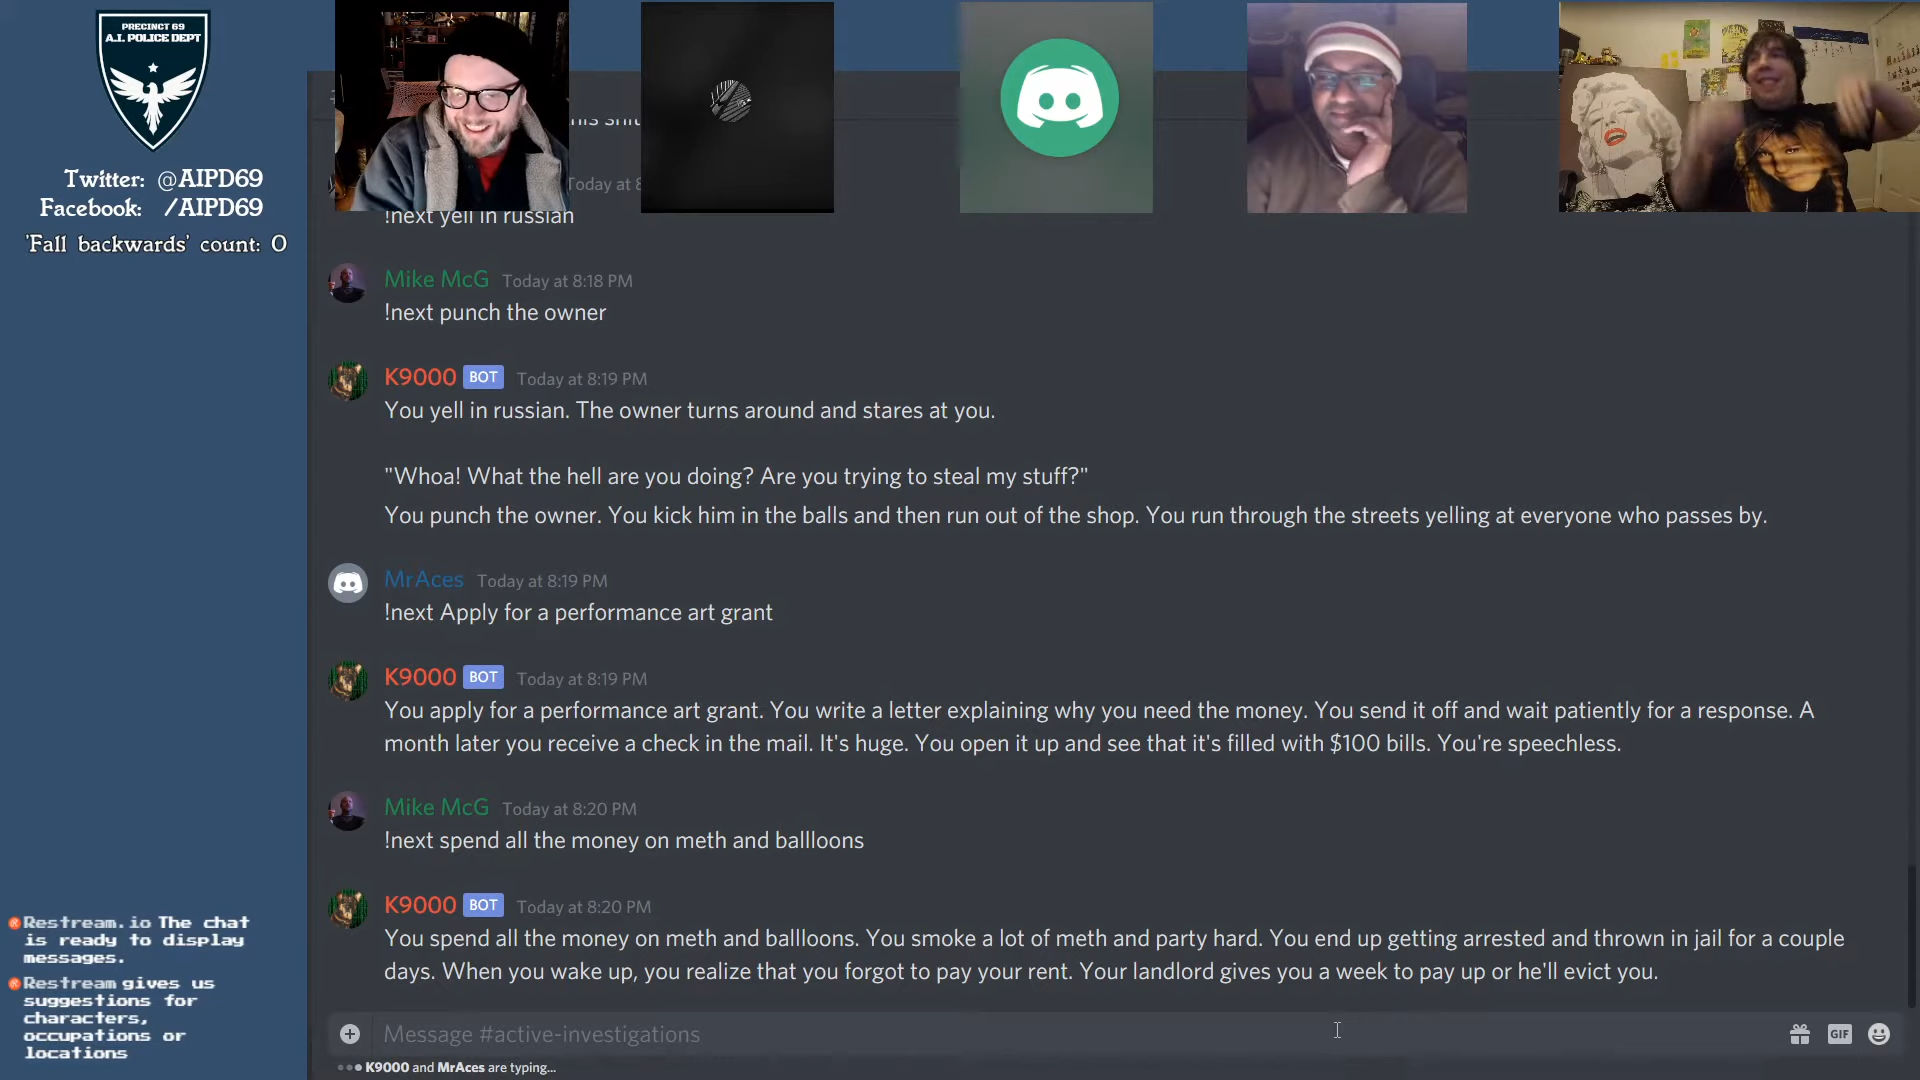 PRECINCT 69
A.I. POLICE DEPT
Twitter: @AIPD69
Facebook: /AIPD69
'Fall backwards' count: 0
Today at 8
!next yell in russian
Mike McG Today at 8:18 PM
!next punch the owner
K9000 BOT Today at 8:19 PM
You yell in russian. The owner turns around and stares at you.
"Whoa! What the hell are you doing? Are you trying to steal my stuff?"
You punch the owner. You kick him in the balls and then run out of the shop. You run through the streets yelling at everyone who passes by.
MrAces Today at 8:19 PM
!next Apply for a performance art grant
K9000 BOT Today at 8:19 PM
You apply for a performance art grant. You write a letter explaining why you need the money. You send it off and wait patiently for a response. A
month later you receive a check in the mail. It's huge. You open it up and see that it's filled with $100 bills. You're speechless.
Mike McG Today at 8:20 PM
!next spend all the money on meth and ballloons
K9000 BOT Today at 8:20 PM
You spend all the money on meth and ballloons. You smoke a lot of meth and party hard. You end up getting arrested and thrown in jail for a couple
days. When you wake up, you realize that you forgot to pay your rent. Your landlord gives you a week to pay up or he'll evict you.
Message #active-investigations
GIF
K9000 and MrAces are typing...
Restream.io The chat
is ready to display
messages.
Restream gives us
suggestions for
characters,
occupations or
locations